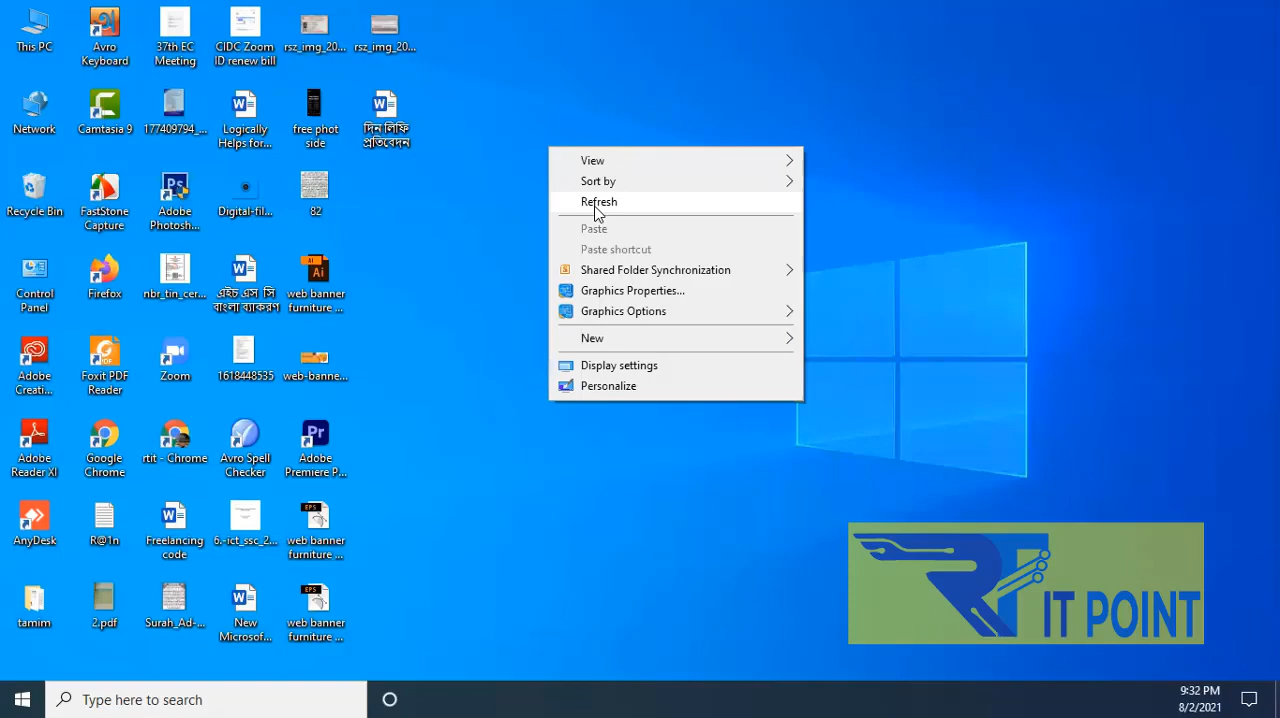 This PC
Avro
Keyboard
37th EC
Meeting
CIDC Zoom
ID renew bill
rsz_img_20...
rsz_img_20...
Network
Camtasia 9
177409794_...
Logically
Helps for...
free phot
side
দিন লিফি
প্রতিবেদন
Recycle Bin
FastStone
Capture
Adobe
Photosh...
Digital-fil...
82
Control
Panel
Firefox
nbr_tin_cer...
এইচ এস সি
বাংলা ব্যাকরণ
web banner
furniture ...
Adobe
Creati...
Foxit PDF
Reader
Zoom
1618448535
web-banne...
Adobe
Reader XI
Google
Chrome
rtit - Chrome
Avro Spell
Checker
Adobe
Premiere P...
AnyDesk
R@1n
Freelancing
code
6.-ict_ssc_2...
web banner
furniture ...
tamim
2.pdf
Surah_Ad-...
New
Microsof...
web banner
furniture ...
View
Sort by
Refresh
Paste
Paste shortcut
Shared Folder Synchronization
Graphics Properties...
Graphics Options
New
Display settings
Personalize
RT IT POINT
Type here to search
9:32 PM
8/2/2021